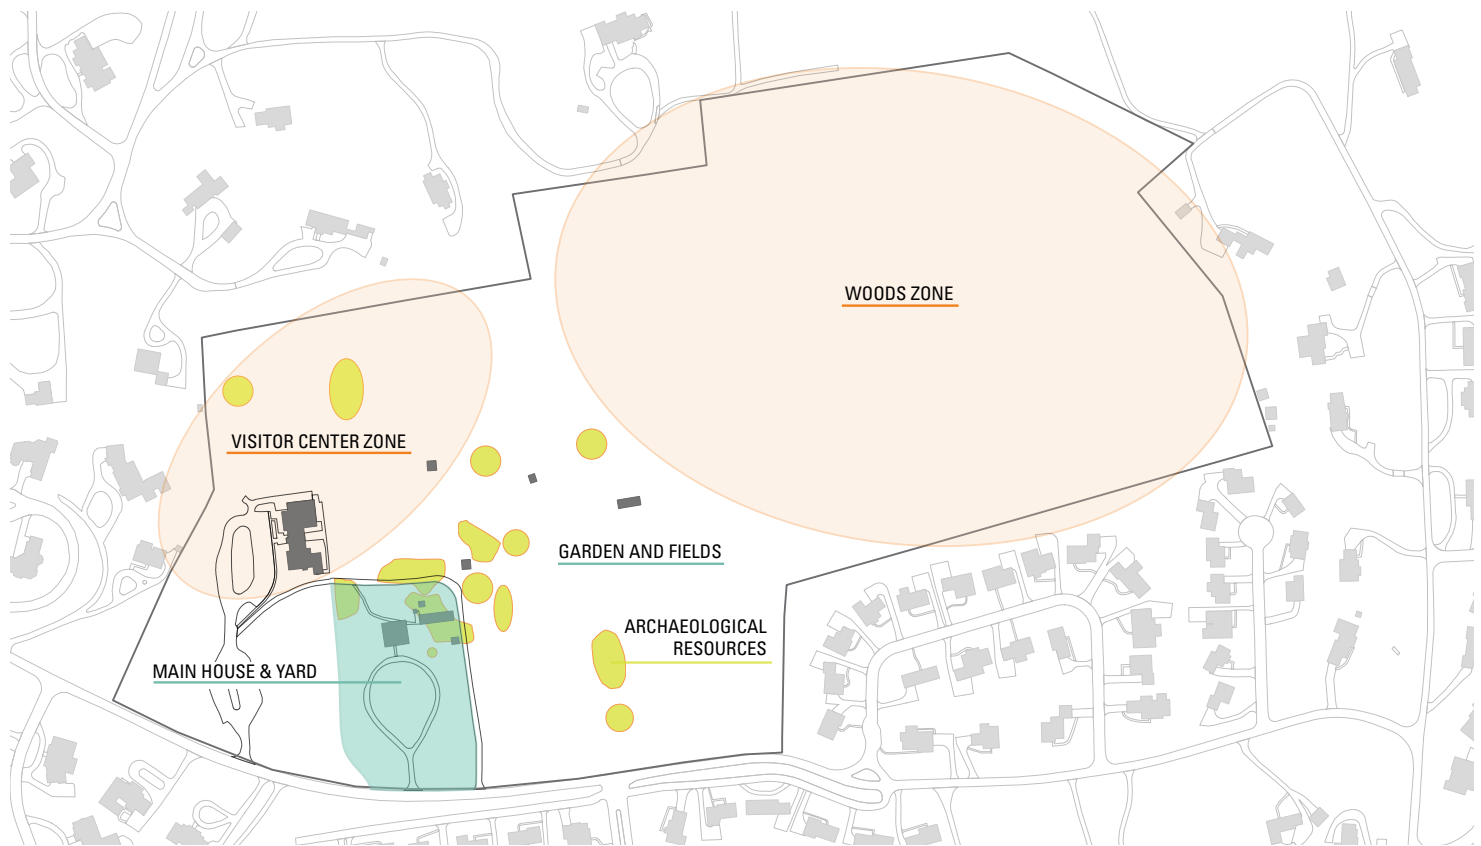 WOODS ZONE
VISITOR CENTER ZONE
GARDEN AND FIELDS
ARCHAEOLOGICAL
RESOURCES
MAIN HOUSE & YARD